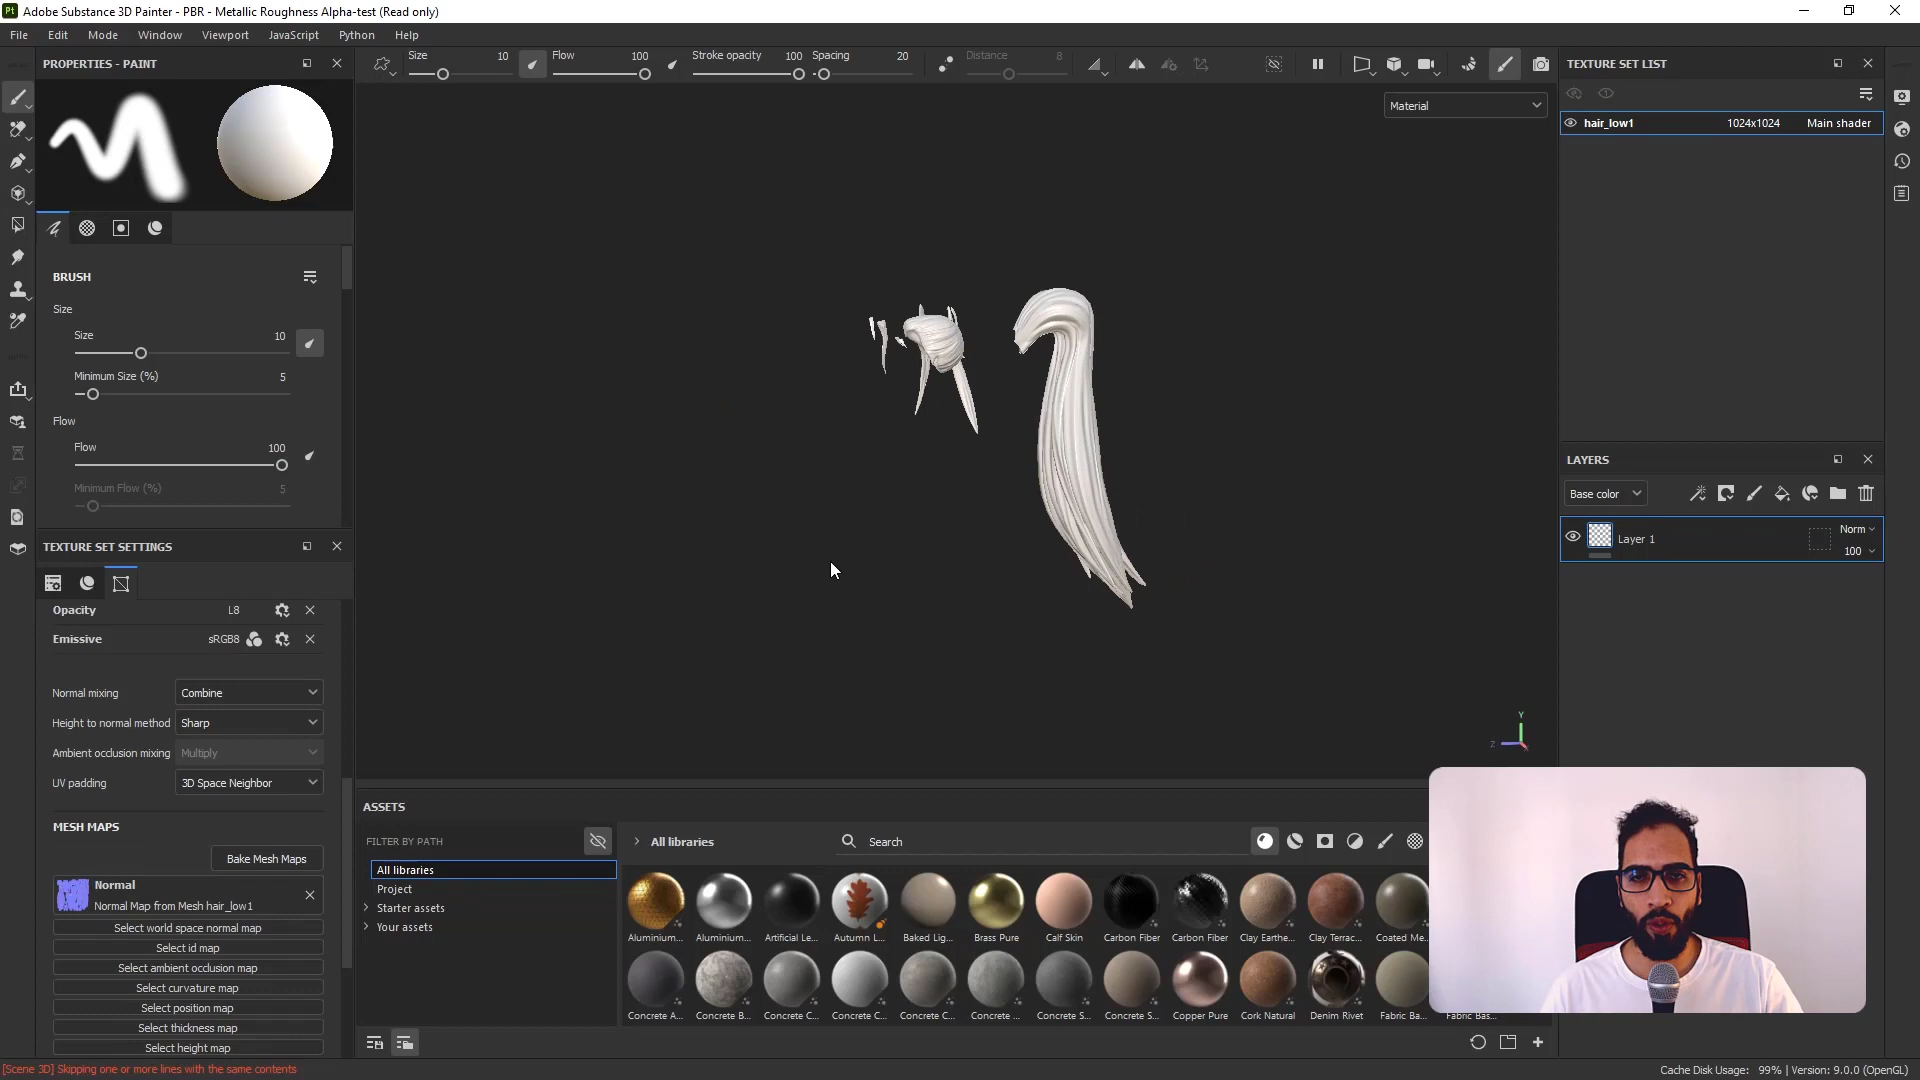 Pt Adobe Substance 3D Painter - PBR - Metallic Roughness Alpha-test (Read only)
File Edit Mode Window Viewport JavaScript Python Help
PROPERTIES - PAINT
Size 10 Flow 100 Stroke opacity 100 Spacing 20 Distance 8
Material
BRUSH
Size
Size 10
Minimum Size (%) 5
Flow
Flow 100
Minimum Flow (%) 5
TEXTURE SET SETTINGS
Opacity L8
Emissive sRGB8
Normal mixing Combine
Height to normal method Sharp
Ambient occlusion mixing Multiply
UV padding 3D Space Neighbor
MESH MAPS
Bake Mesh Maps
Normal
Normal Map from Mesh hair_low1
Select world space normal map
Select id map
Select ambient occlusion map
Select curvature map
Select position map
Select thickness map
Select height map
Y
Z
ASSETS
FILTER BY PATH
All libraries
Project
Starter assets
Your assets
All libraries Search
Aluminium... Aluminium... Artificial Le... Autumn L... Baked Lig... Brass Pure Calf Skin Carbon Fiber Carbon Fiber Clay Earthe... Clay Terrac... Coated Me...
Concrete A... Concrete B... Concrete C... Concrete C... Concrete C... Concrete ... Concrete S... Concrete S... Copper Pure Cork Natural Denim Rivet Fabric Ba... Fabric Bas...
TEXTURE SET LIST
hair_low1 1024x1024 Main shader
LAYERS
Base color
Layer 1 Norm
100
[Scene 3D] Skipping one or more lines with the same contents
Cache Disk Usage: 99% | Version: 9.0.0 (OpenGL)